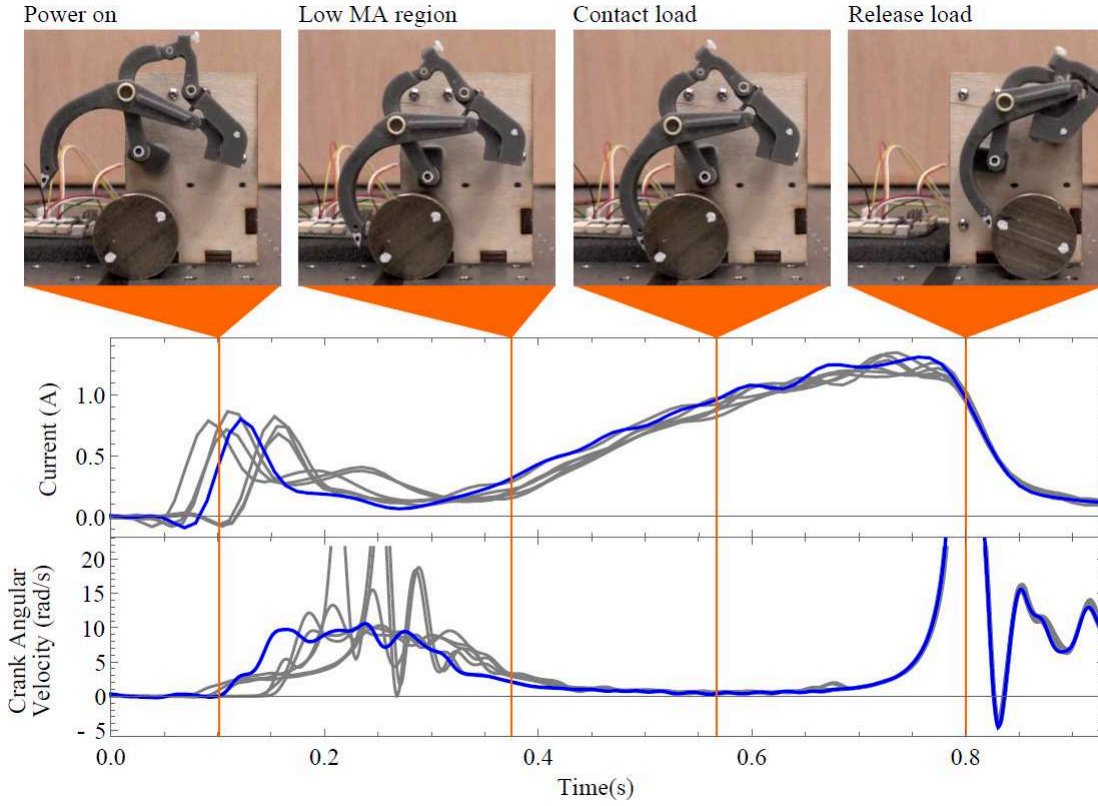 Power on
Low MA region
Contact load
Release load
Current (A)
1.0
0.5
0.0
Crank Angular
Velocity (rad/s)
20
15
10
5
0
- 5
0.0
0.2
0.4
0.6
0.8
Time(s)